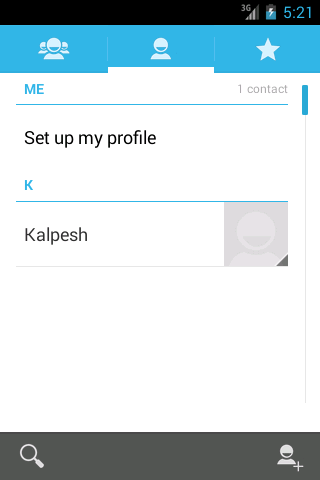 3G 5:21
ME 1 contact
Set up my profile
K
Kalpesh